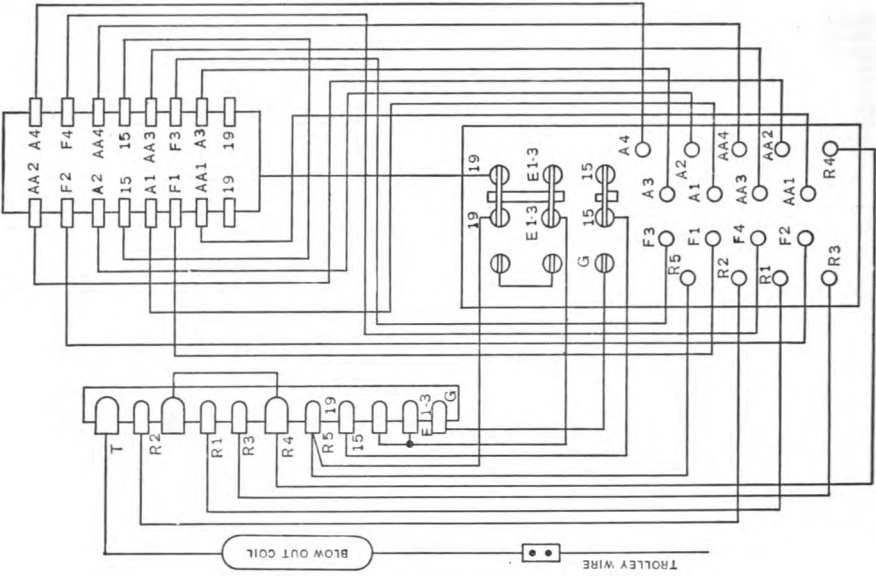 A4
F4
AA4
15
AA3
F3
A3
19
AA2
F2
A2
15
A1
F1
AA1
19
19
E1-3
15
19
E1-3
15
G
A4
A2
AA4
AA2
R4
A3
A1
AA3
AA1
F3
F1
F4
F2
R5
R2
R1
R3
T
R2
R1
R3
R4
R5
19
15
E1-3
G
BLOW OUT COIL
TROLLEY WIRE